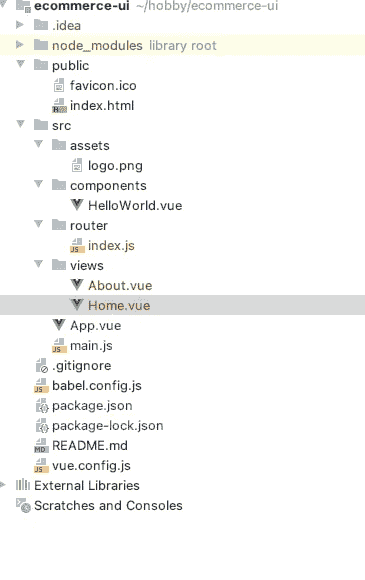 ecommerce-ui ~/hobby/ecommerce-ui
.idea
node_modules library root
public
favicon.ico
index.html
src
assets
logo.png
components
HelloWorld.vue
router
index.js
views
About.vue
Home.vue
App.vue
main.js
.gitignore
babel.config.js
package.json
package-lock.json
README.md
vue.config.js
External Libraries
Scratches and Consoles